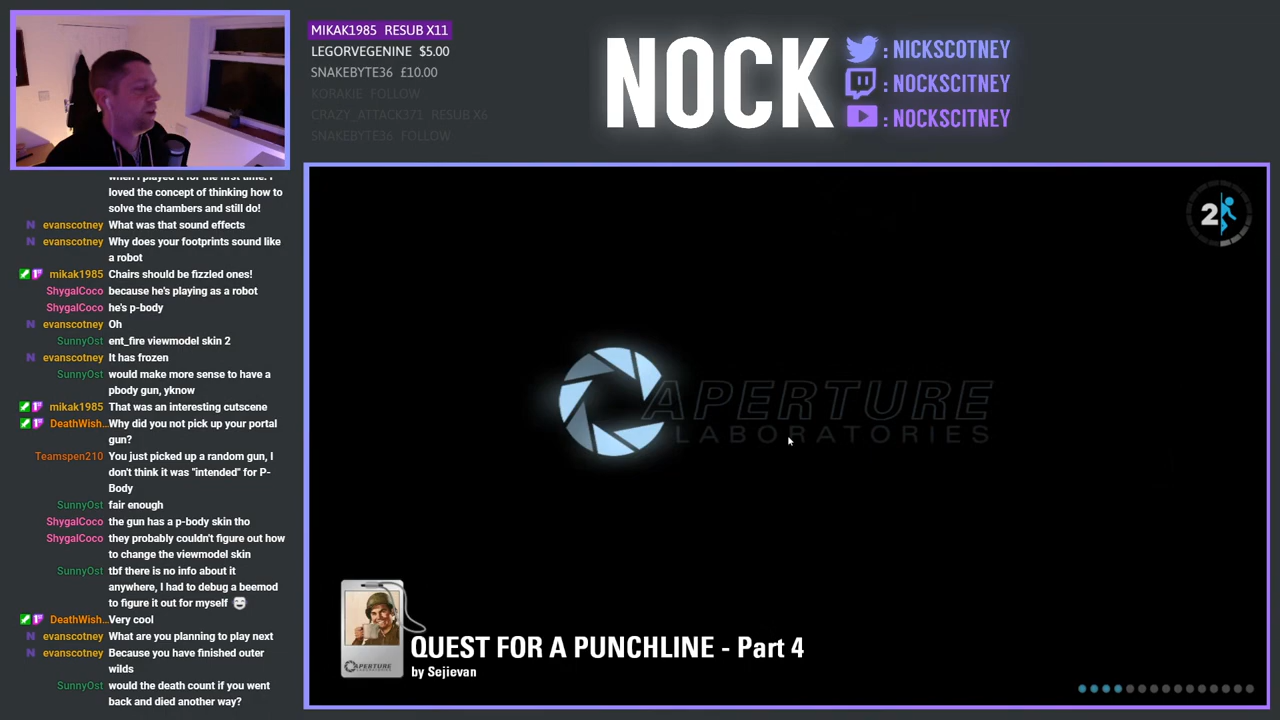 MIKAK1985 RESUB X11
LEGORVEGENINE $5.00
SNAKEBYTE36 £10.00
KORAKIE FOLLOW
CRAZY_ATTACK371 RESUB X6
SNAKEBYTE36 FOLLOW
NOCK
: NICKSCOTNEY
: NOCKSCITNEY
: NOCKSCITNEY
when I played it for the first time. I
loved the concept of thinking how to
solve the chambers and still do!
evanscotney What was that sound effects
evanscotney Why does your footprints sound like
a robot
mikak1985 Chairs should be fizzled ones!
ShygalCoco because he's playing as a robot
ShygalCoco he's p-body
evanscotney Oh
SunnyOst ent_fire viewmodel skin 2
evanscotney It has frozen
SunnyOst would make more sense to have a
pbody gun, yknow
mikak1985 That was an interesting cutscene
DeathWish... Why did you not pick up your portal
gun?
Teamspen210 You just picked up a random gun, I
don't think it was "intended" for P-
Body
SunnyOst fair enough
ShygalCoco the gun has a p-body skin tho
ShygalCoco they probably couldn't figure out how
to change the viewmodel skin
SunnyOst tbf there is no info about it
anywhere, I had to debug a beemod
to figure it out for myself
DeathWish... Very cool
evanscotney What are you planning to play next
evanscotney Because you have finished outer
wilds
SunnyOst would the death count if you went
back and died another way?
2
APERTURE
LABORATORIES
APERTURE
LABORATORIES
QUEST FOR A PUNCHLINE - Part 4
by Sejievan